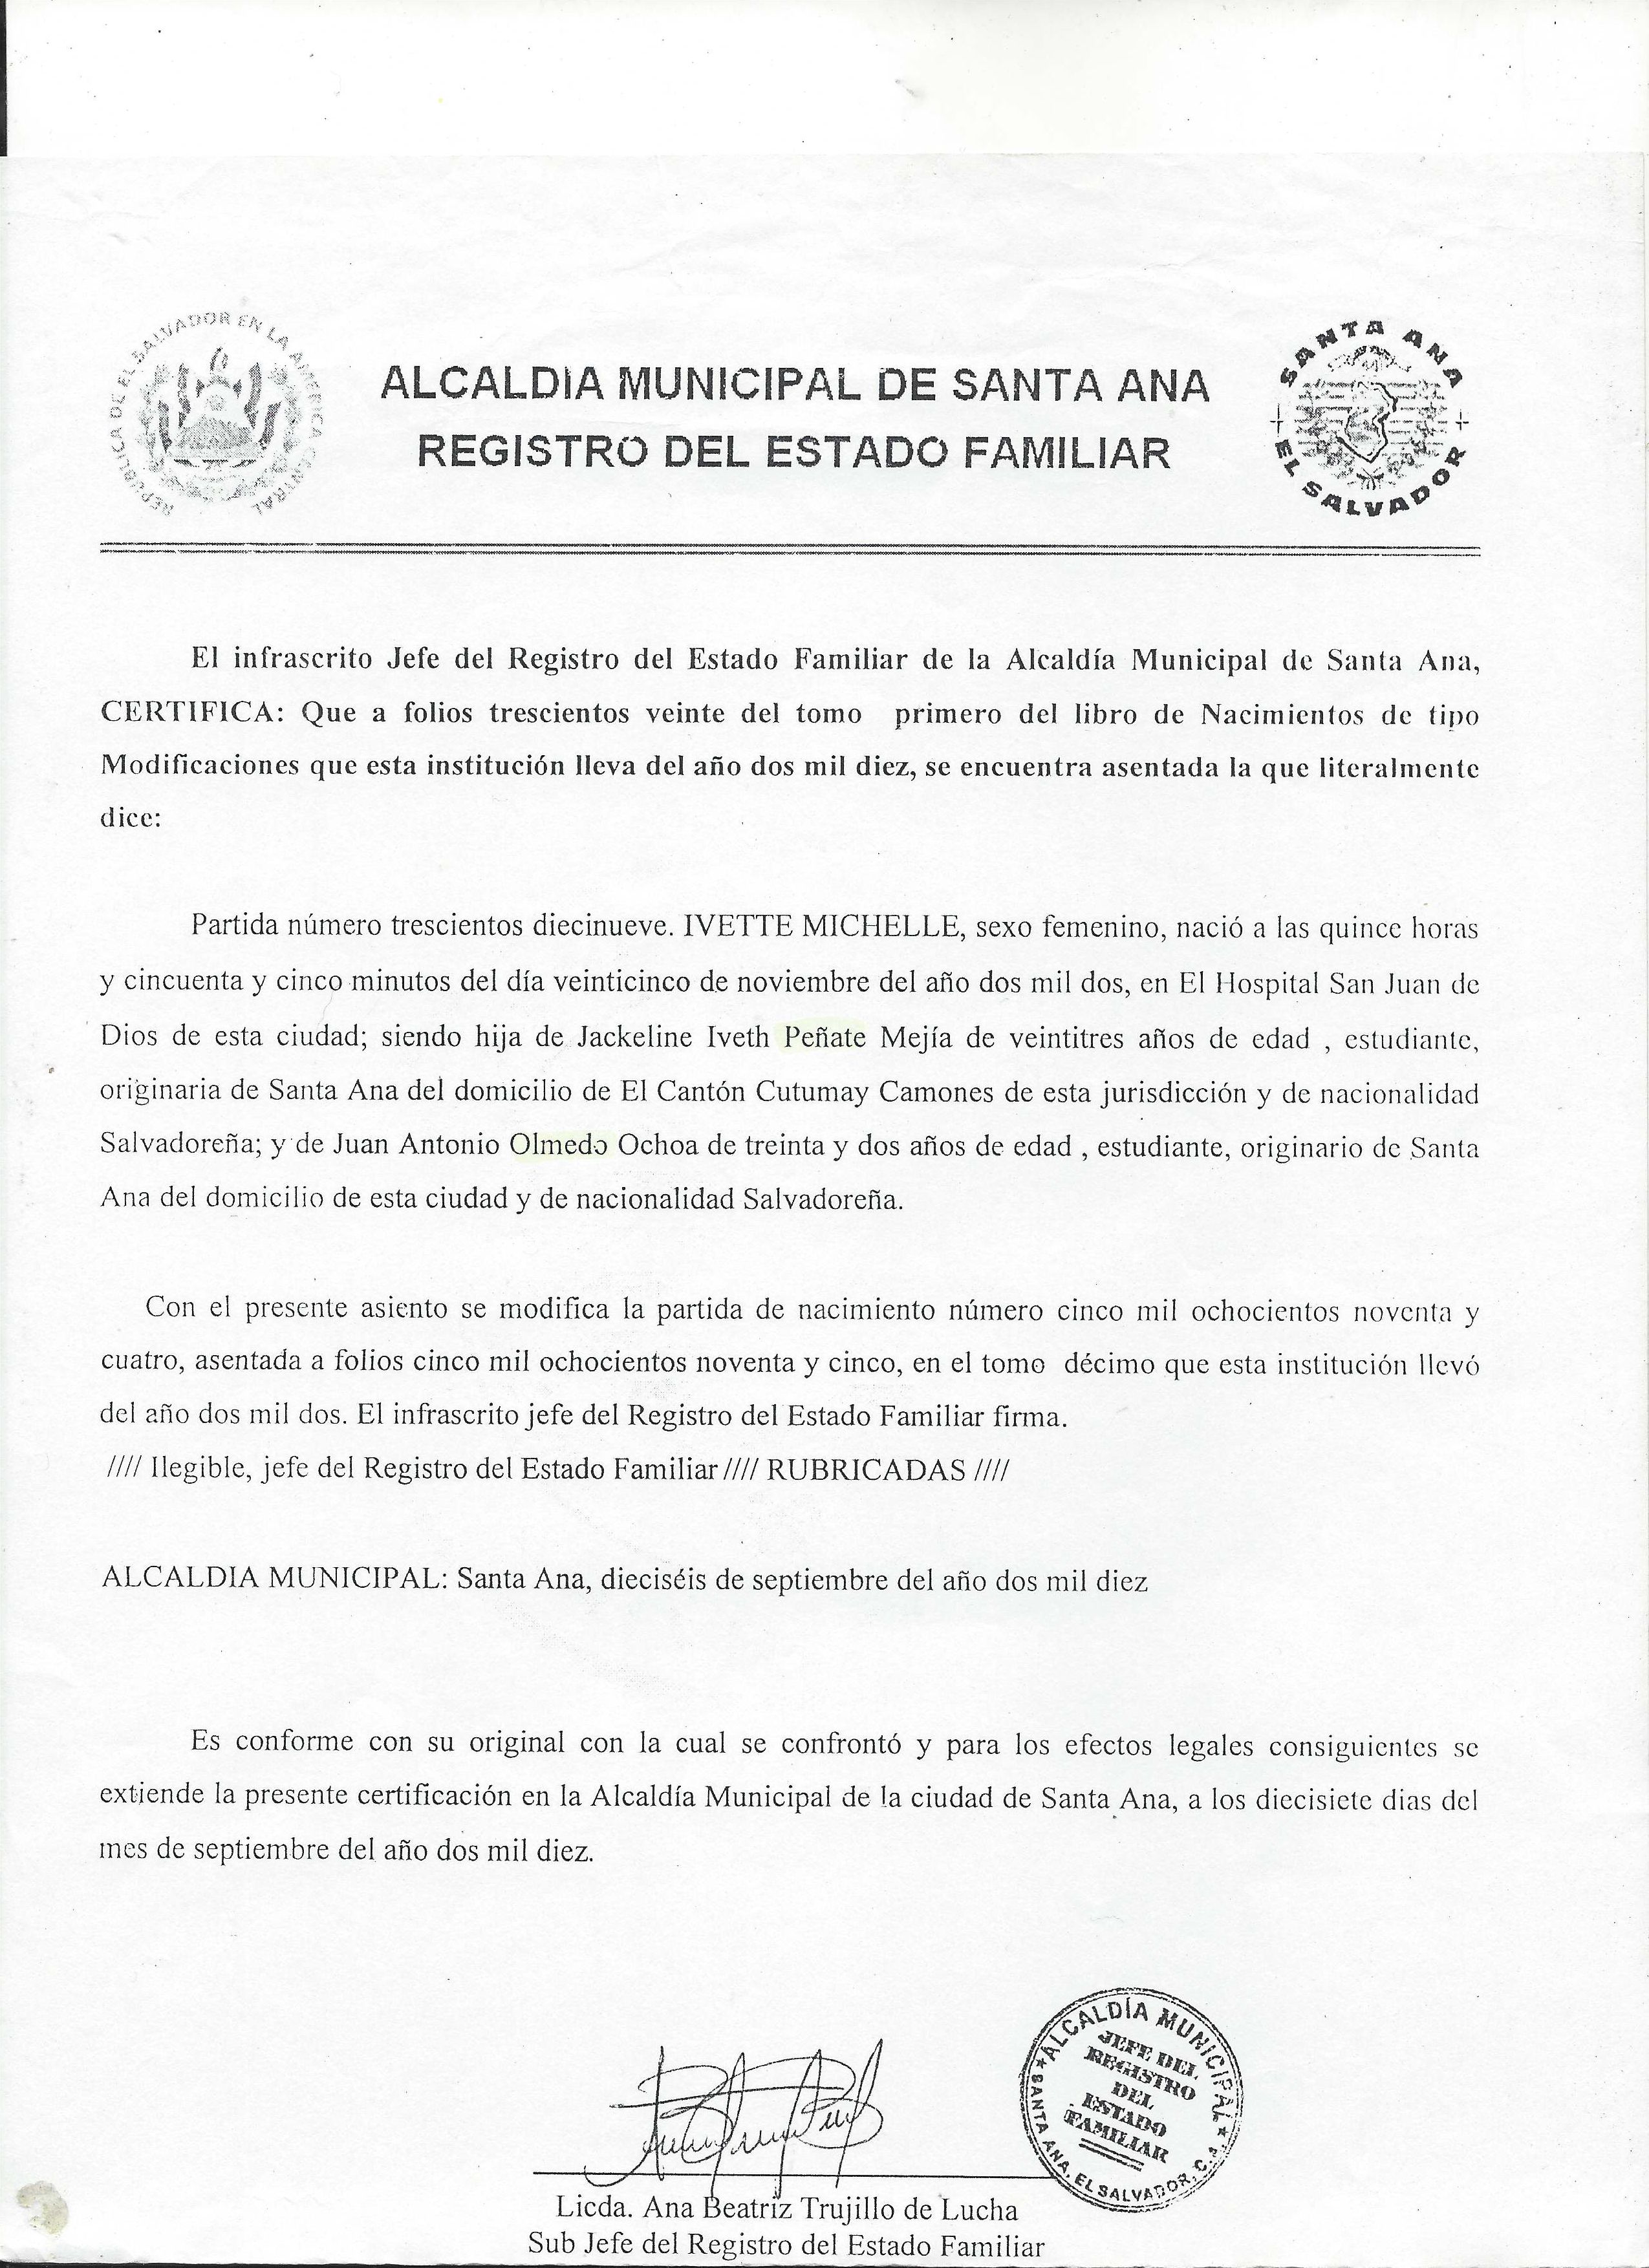 REPUBLICA DE EL SALVADOR EN LA AMERICA CENTRAL
ALCALDIA MUNICIPAL DE SANTA ANA
REGISTRO DEL ESTADO FAMILIAR
SANTA ANA
EL SALVADOR
El infrascrito Jefe del Registro del Estado Familiar de la Alcaldía Municipal de Santa Ana,
CERTIFICA: Que a folios trescientos veinte del tomo primero del libro de Nacimientos de tipo
Modificaciones que esta institución lleva del año dos mil diez, se encuentra asentada la que literalmente
dice:
Partida número trescientos diecinueve. IVETTE MICHELLE, sexo femenino, nació a las quince horas
y cincuenta y cinco minutos del día veinticinco de noviembre del año dos mil dos, en El Hospital San Juan de
Dios de esta ciudad; siendo hija de Jackeline Iveth Peñate Mejía de veintitres años de edad , estudiante,
originaria de Santa Ana del domicilio de El Cantón Cutumay Camones de esta jurisdicción y de nacionalidad
Salvadoreña; y de Juan Antonio Olmedo Ochoa de treinta y dos años de edad , estudiante, originario de Santa
Ana del domicilio de esta ciudad y de nacionalidad Salvadoreña.
Con el presente asiento se modifica la partida de nacimiento número cinco mil ochocientos noventa y
cuatro, asentada a folios cinco mil ochocientos noventa y cinco, en el tomo décimo que esta institución llevó
del año dos mil dos. El infrascrito jefe del Registro del Estado Familiar firma.
//// Ilegible, jefe del Registro del Estado Familiar //// RUBRICADAS ////
ALCALDIA MUNICIPAL: Santa Ana, dieciséis de septiembre del año dos mil diez
Es conforme con su original con la cual se confrontó y para los efectos legales consiguientes se
extiende la presente certificación en la Alcaldía Municipal de la ciudad de Santa Ana, a los diecisiete dias del
mes de septiembre del año dos mil diez.
ALCALDÍA MUNICIPAL
JEFE DEL
REGISTRO
DEL
ESTADO
FAMILIAR
SANTA ANA, EL SALVADOR, C.A.
Licda. Ana Beatriz Trujillo de Lucha
Sub Jefe del Registro del Estado Familiar